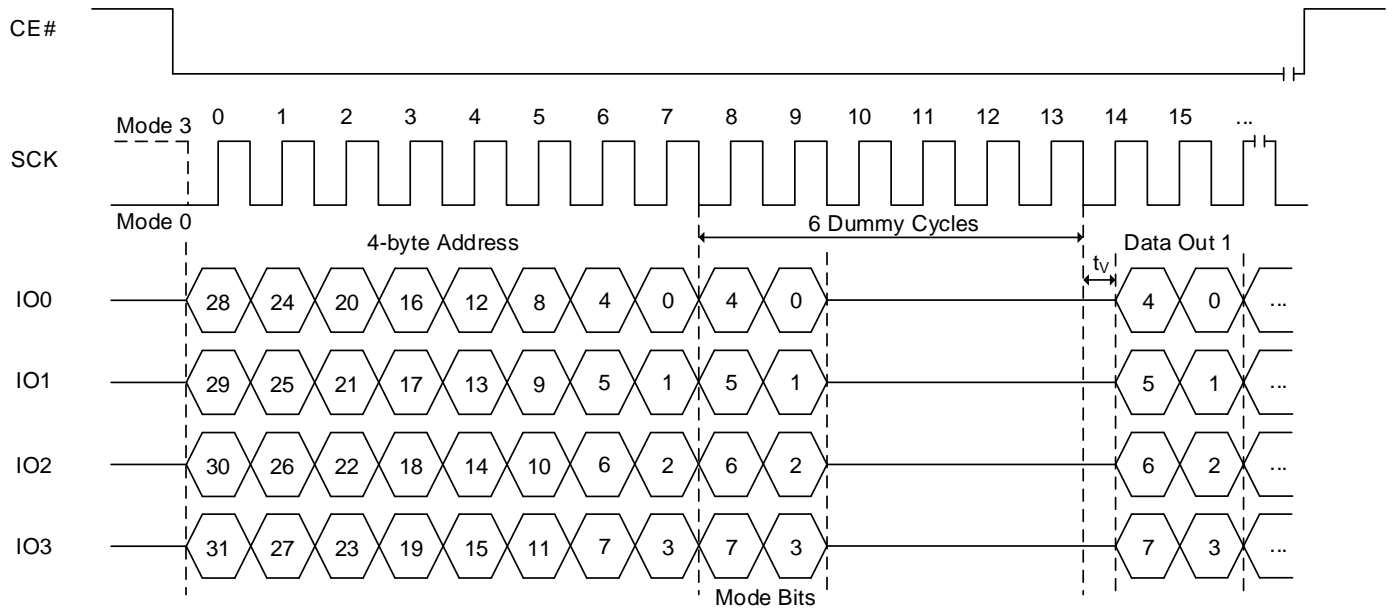 CE#
0 1 2 3 4 5 6 7 8 9 10 11 12 13 14 15 ...
Mode 3
SCK
Mode 0
6 Dummy Cycles
4-byte Address
Data Out 1
tV
IO0 28 24 20 16 12 8 4 0 4 0 4 0 ...
IO1 29 25 21 17 13 9 5 1 5 1 5 1 ...
IO2 30 26 22 18 14 10 6 2 6 2 6 2 ...
IO3 31 27 23 19 15 11 7 3 7 3 7 3 ...
Mode Bits